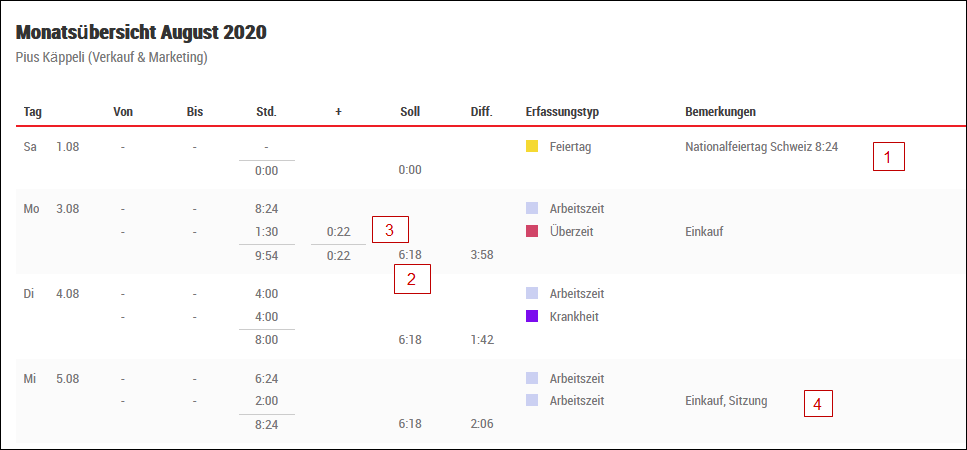 Monatsübersicht August 2020
Pius Käppeli (Verkauf & Marketing)
Tag Von Bis Std. + Soll Diff. Erfassungstyp Bemerkungen
Sa 1.08 - - - Feiertag Nationalfeiertag Schweiz 8:24
1
0:00 0:00
Mo 3.08 - - 8:24 Arbeitszeit
- - 1:30 0:22 3 Überzeit Einkauf
9:54 0:22 6:18 3:58
2
Di 4.08 - - 4:00 Arbeitszeit
- - 4:00 Krankheit
8:00 6:18 1:42
Mi 5.08 - - 6:24 Arbeitszeit
- - 2:00 Arbeitszeit Einkauf, Sitzung 4
8:24 6:18 2:06